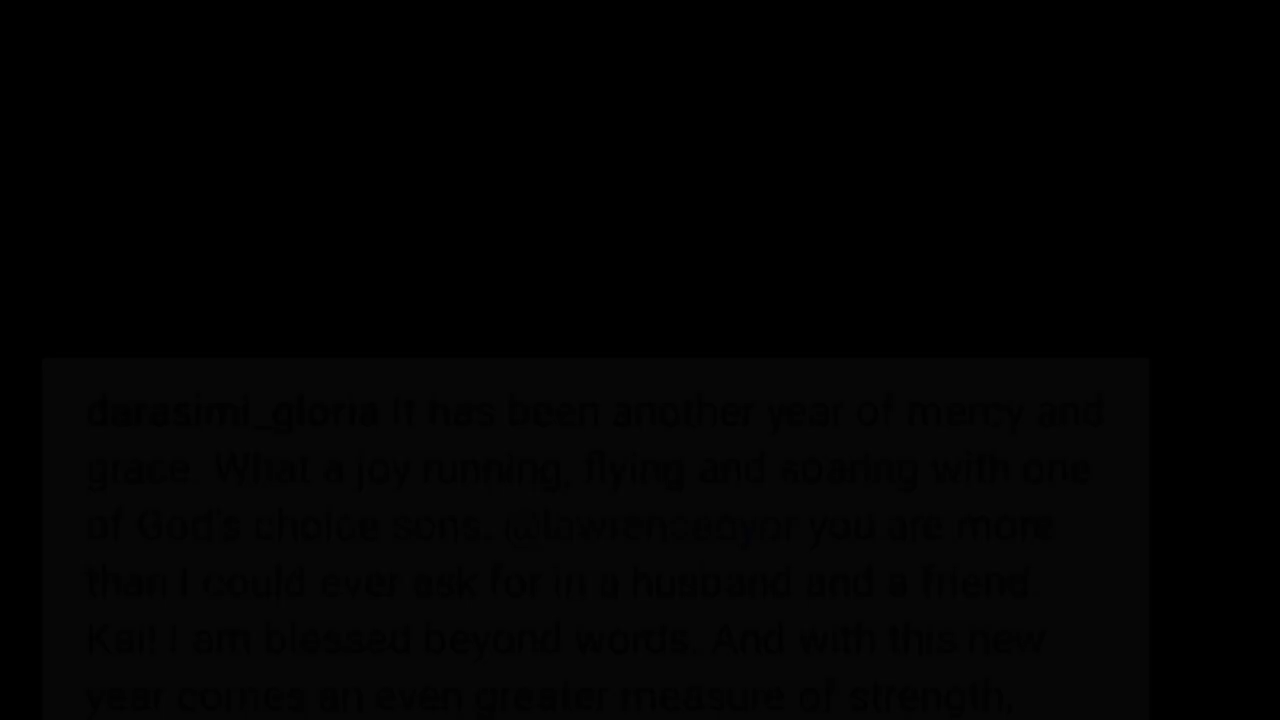 darasimi_gloria It has been another year of mercy and
grace. What a joy running, flying and soaring with one
of God's choice sons. @lawrenceoyor you are more
than I could ever ask for in a husband and a friend.
Kai! I am blessed beyond words. And with this new
year comes an even greater measure of strength,